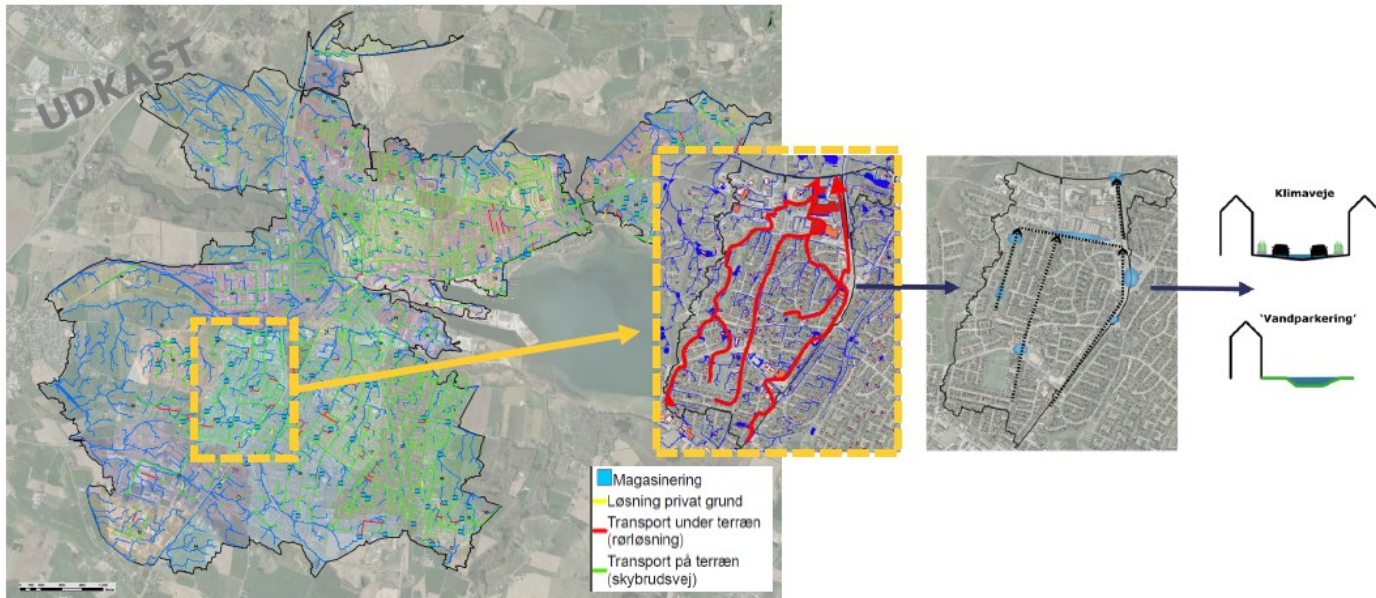 UDKAST
Magasinering
Løsning privat grund
Transport under terræn
(rørløsning)
Transport på terræn
(skybrudsvej)
Klimaveje
'Vandparkering'